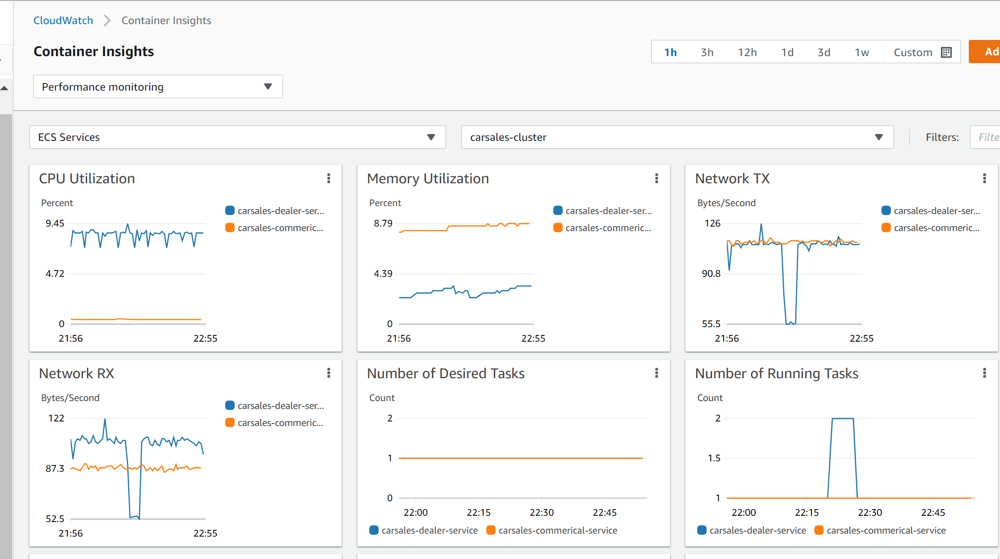 CloudWatch Container Insights
Container Insights
1h 3h 12h 1d 3d 1w Custom
Performance monitoring
ECS Services
carsales-cluster
Filters:
CPU Utilization
Percent
9.45
4.72
0
21:56 22:55
carsales-dealer-ser...
carsales-commeric...
Memory Utilization
Percent
8.79
4.39
0
21:56 22:55
carsales-dealer-ser...
carsales-commeric...
Network TX
Bytes/Second
126
90.8
55.5
21:56 22:55
carsales-dealer-ser...
carsales-commeric...
Network RX
Bytes/Second
122
87.3
52.5
21:56 22:55
carsales-dealer-ser...
carsales-commeric...
Number of Desired Tasks
Count
2
1
0
22:00 22:15 22:30 22:45
carsales-dealer-service carsales-commerical-service
Number of Running Tasks
Count
2
1.5
1
22:00 22:15 22:30 22:45
carsales-dealer-service carsales-commerical-service